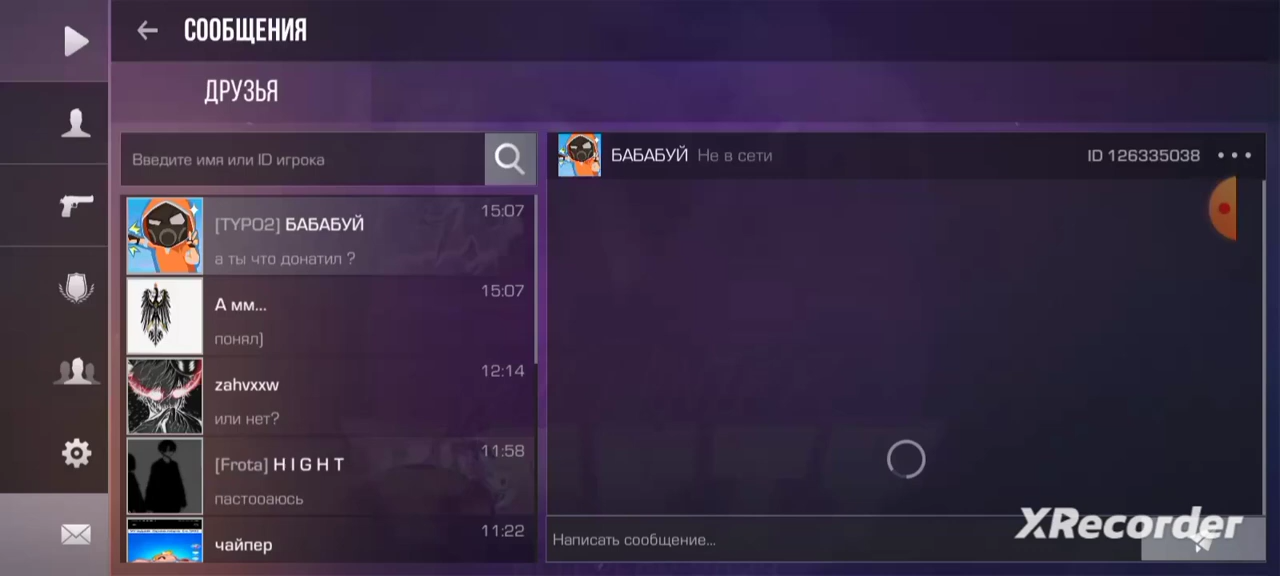 СООБЩЕНИЯ
ДРУЗЬЯ
Введите имя или ID игрока
[TYPO2] БАБАБУЙ
15:07
а ты что донатил ?
А мм...
15:07
понял]
zahvxxw
12:14
или нет?
[Frota] H I G H T
11:58
пастооаюсь
чайпер
11:22
БАБАБУЙ Не в сети
ID 126335038
Написать сообщение...
XRecorder